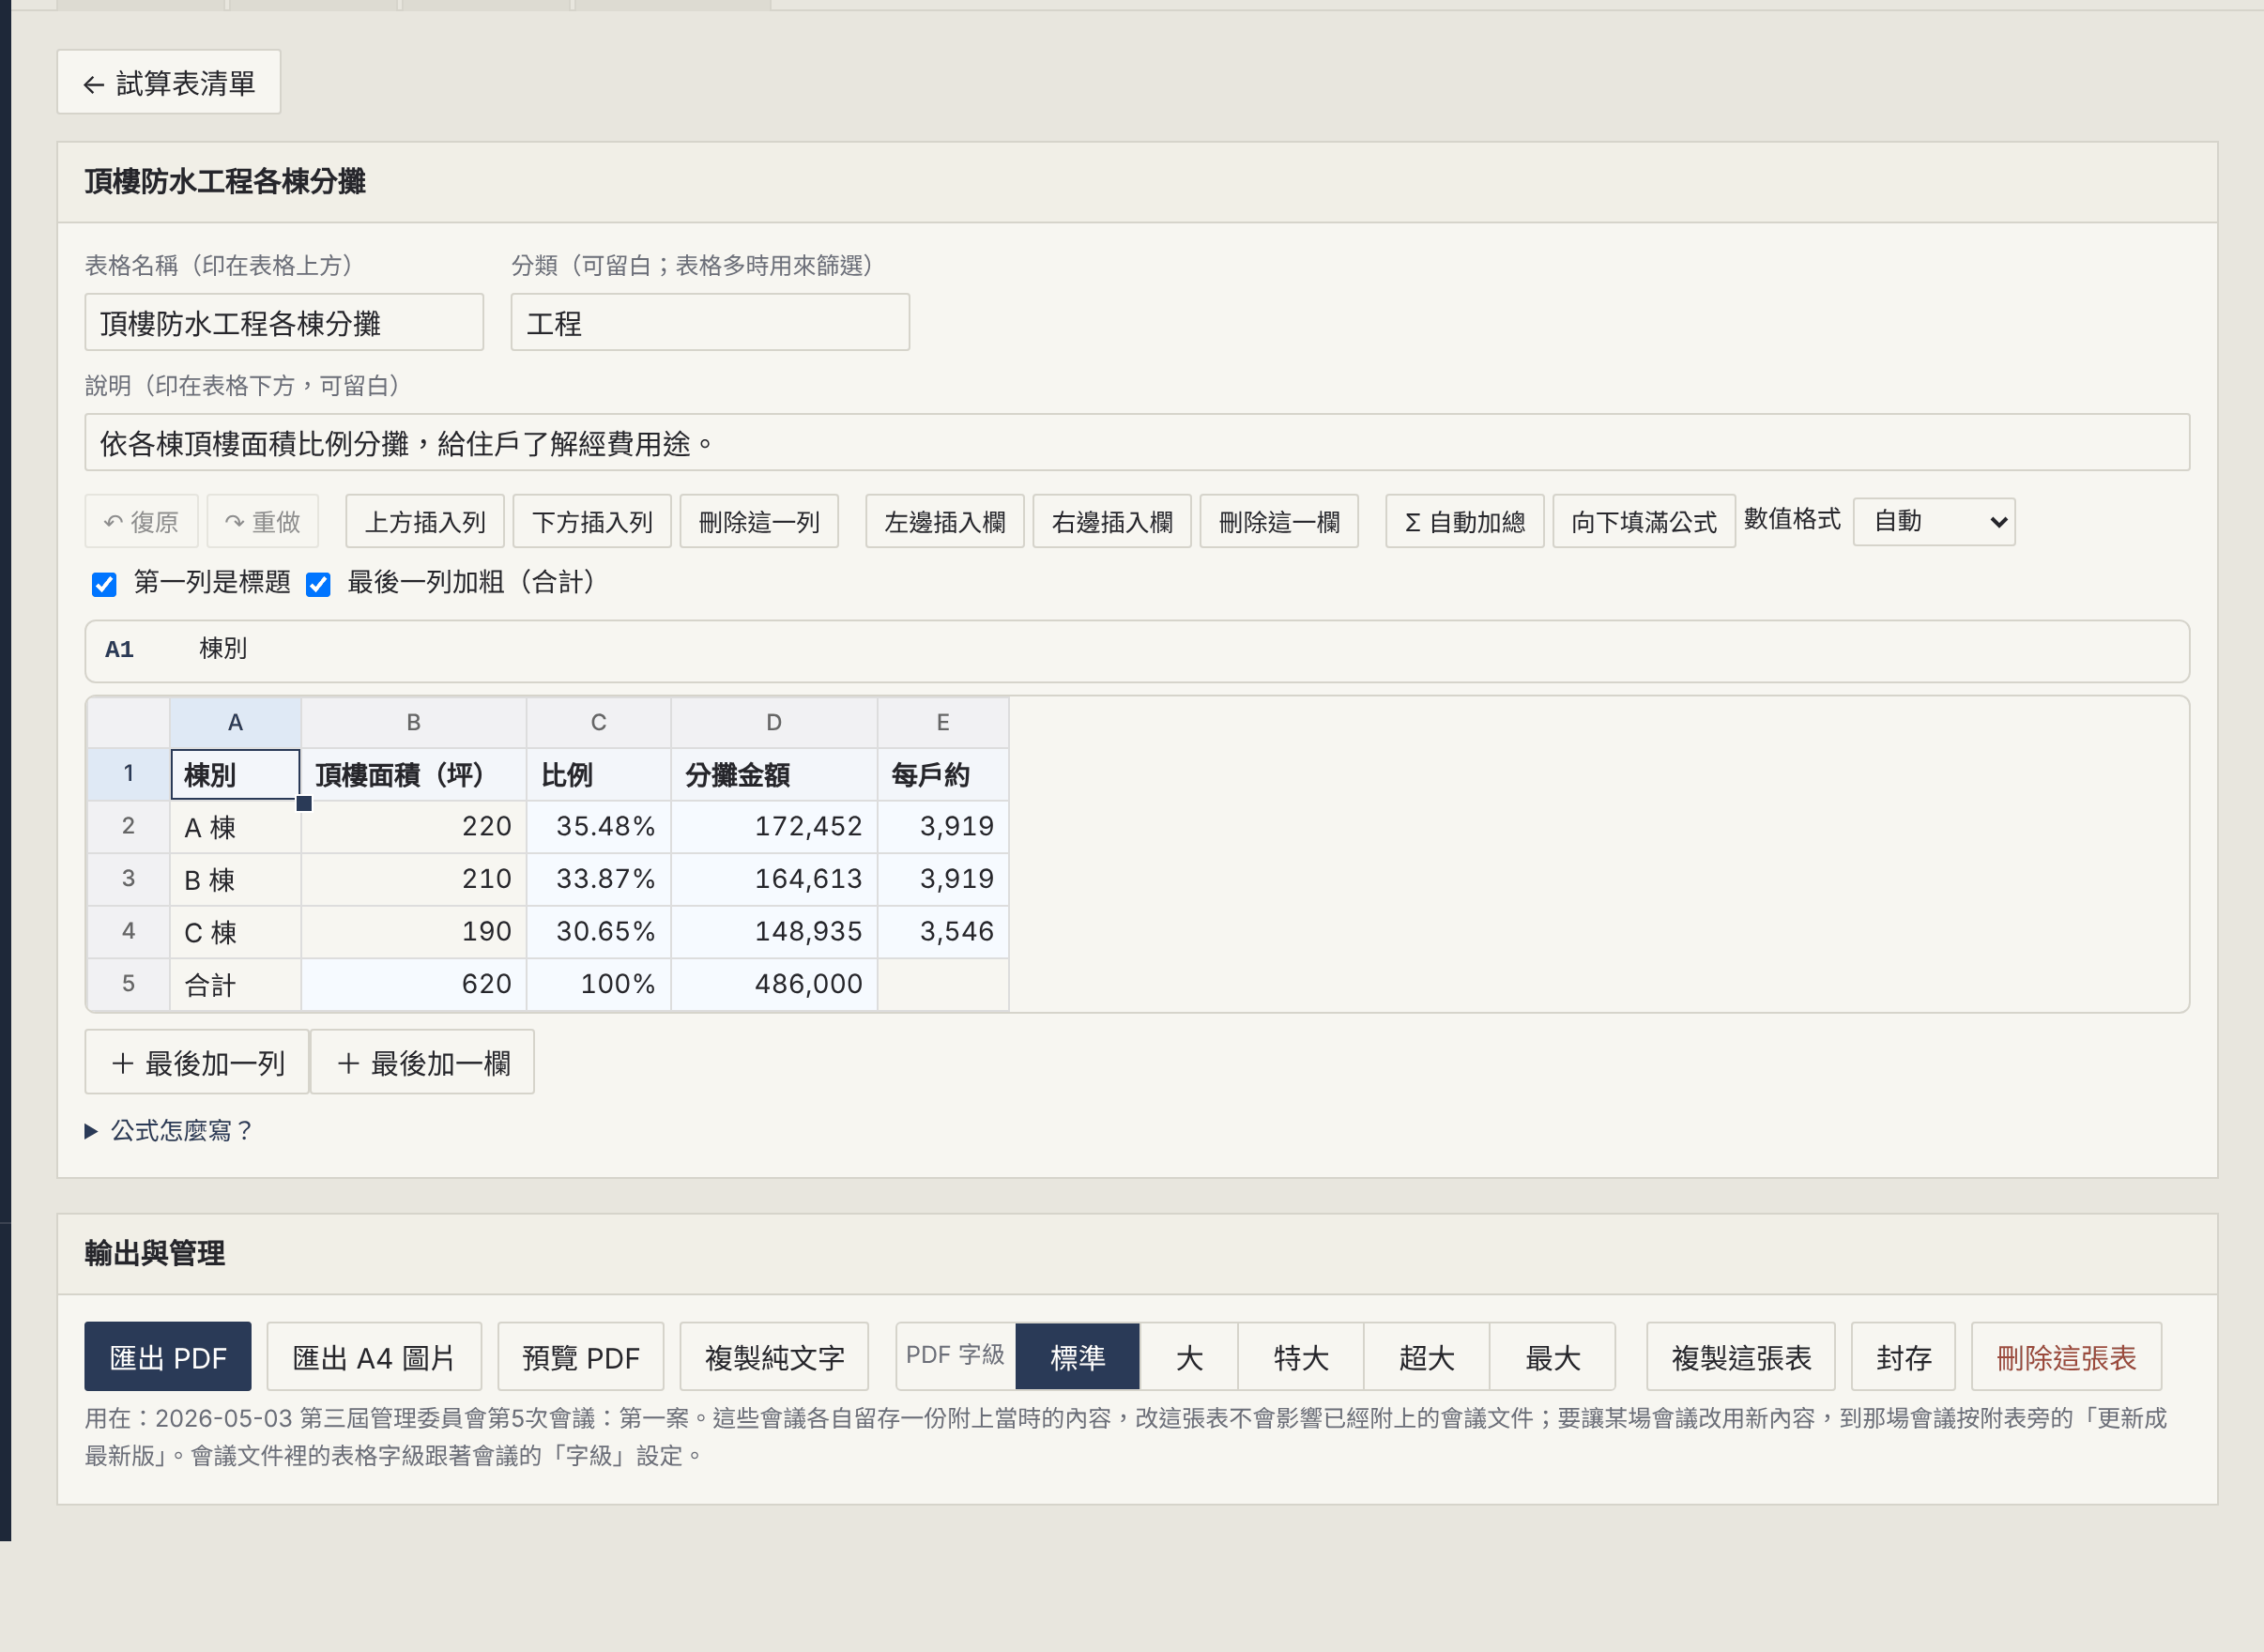 ← 試算表清單
頂樓防水工程各棟分攤
表格名稱（印在表格上方） 分類（可留白；表格多時用來篩選）
頂樓防水工程各棟分攤 工程
說明（印在表格下方，可留白）
依各棟頂樓面積比例分攤，給住戶了解經費用途。
↶ 復原 ↷ 重做 上方插入列 下方插入列 刪除這一列 左邊插入欄 右邊插入欄 刪除這一欄 Σ 自動加總 向下填滿公式 數值格式 自動
第一列是標題 最後一列加粗（合計）
A1 棟別
A B C D E
1 棟別 頂樓面積（坪） 比例 分攤金額 每戶約
2 A 棟 220 35.48% 172,452 3,919
3 B 棟 210 33.87% 164,613 3,919
4 C 棟 190 30.65% 148,935 3,546
5 合計 620 100% 486,000
＋ 最後加一列 ＋ 最後加一欄
▶ 公式怎麼寫？
輸出與管理
匯出 PDF 匯出 A4 圖片 預覽 PDF 複製純文字 PDF 字級 標準 大 特大 超大 最大 複製這張表 封存 刪除這張表
用在：2026-05-03 第三屆管理委員會第5次會議：第一案。這些會議各自留存一份附上當時的內容，改這張表不會影響已經附上的會議文件；要讓某場會議改用新內容，到那場會議按附表旁的「更新成
最新版」。會議文件裡的表格字級跟著會議的「字級」設定。